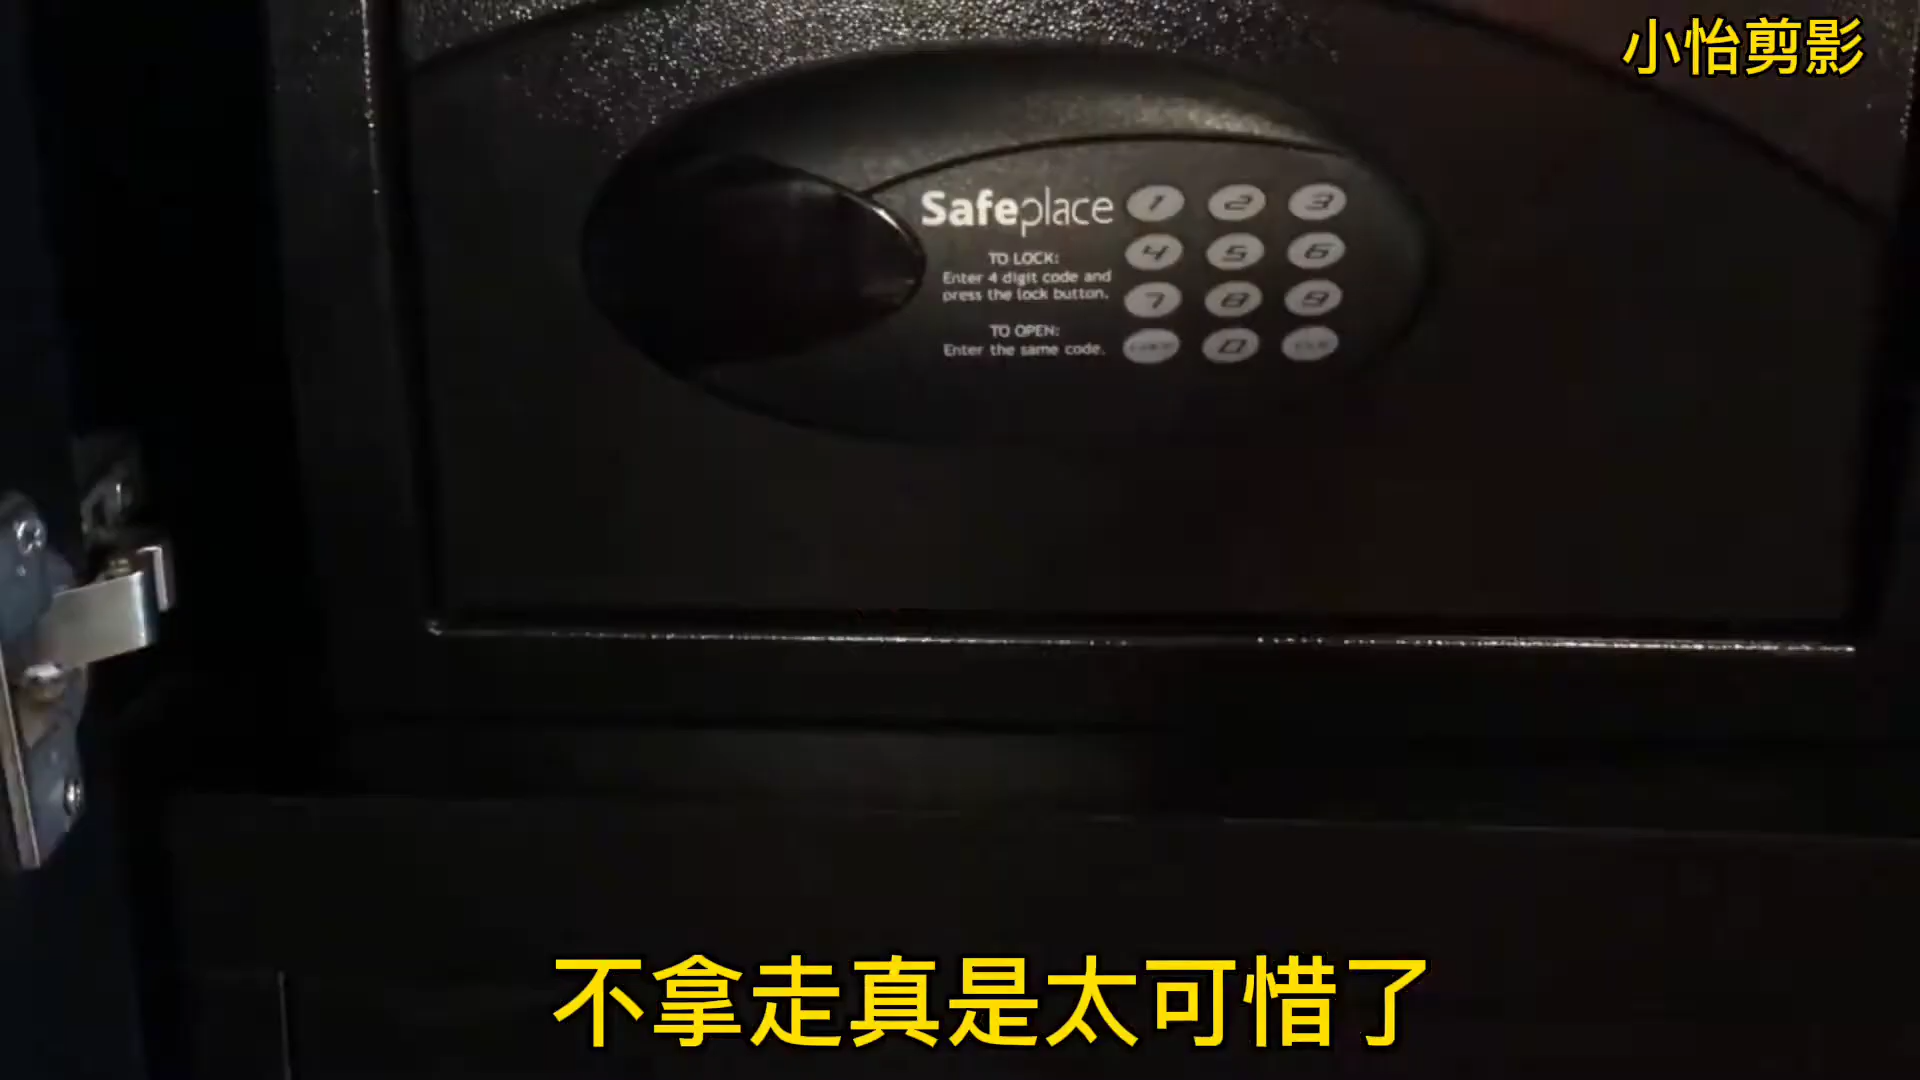 小怡剪影
Safeplace
TO LOCK:
Enter 4 digit code and
press the lock button.
TO OPEN:
Enter the same code.
1 2 3
4 5 6
7 8 9
0
不拿走真是太可惜了